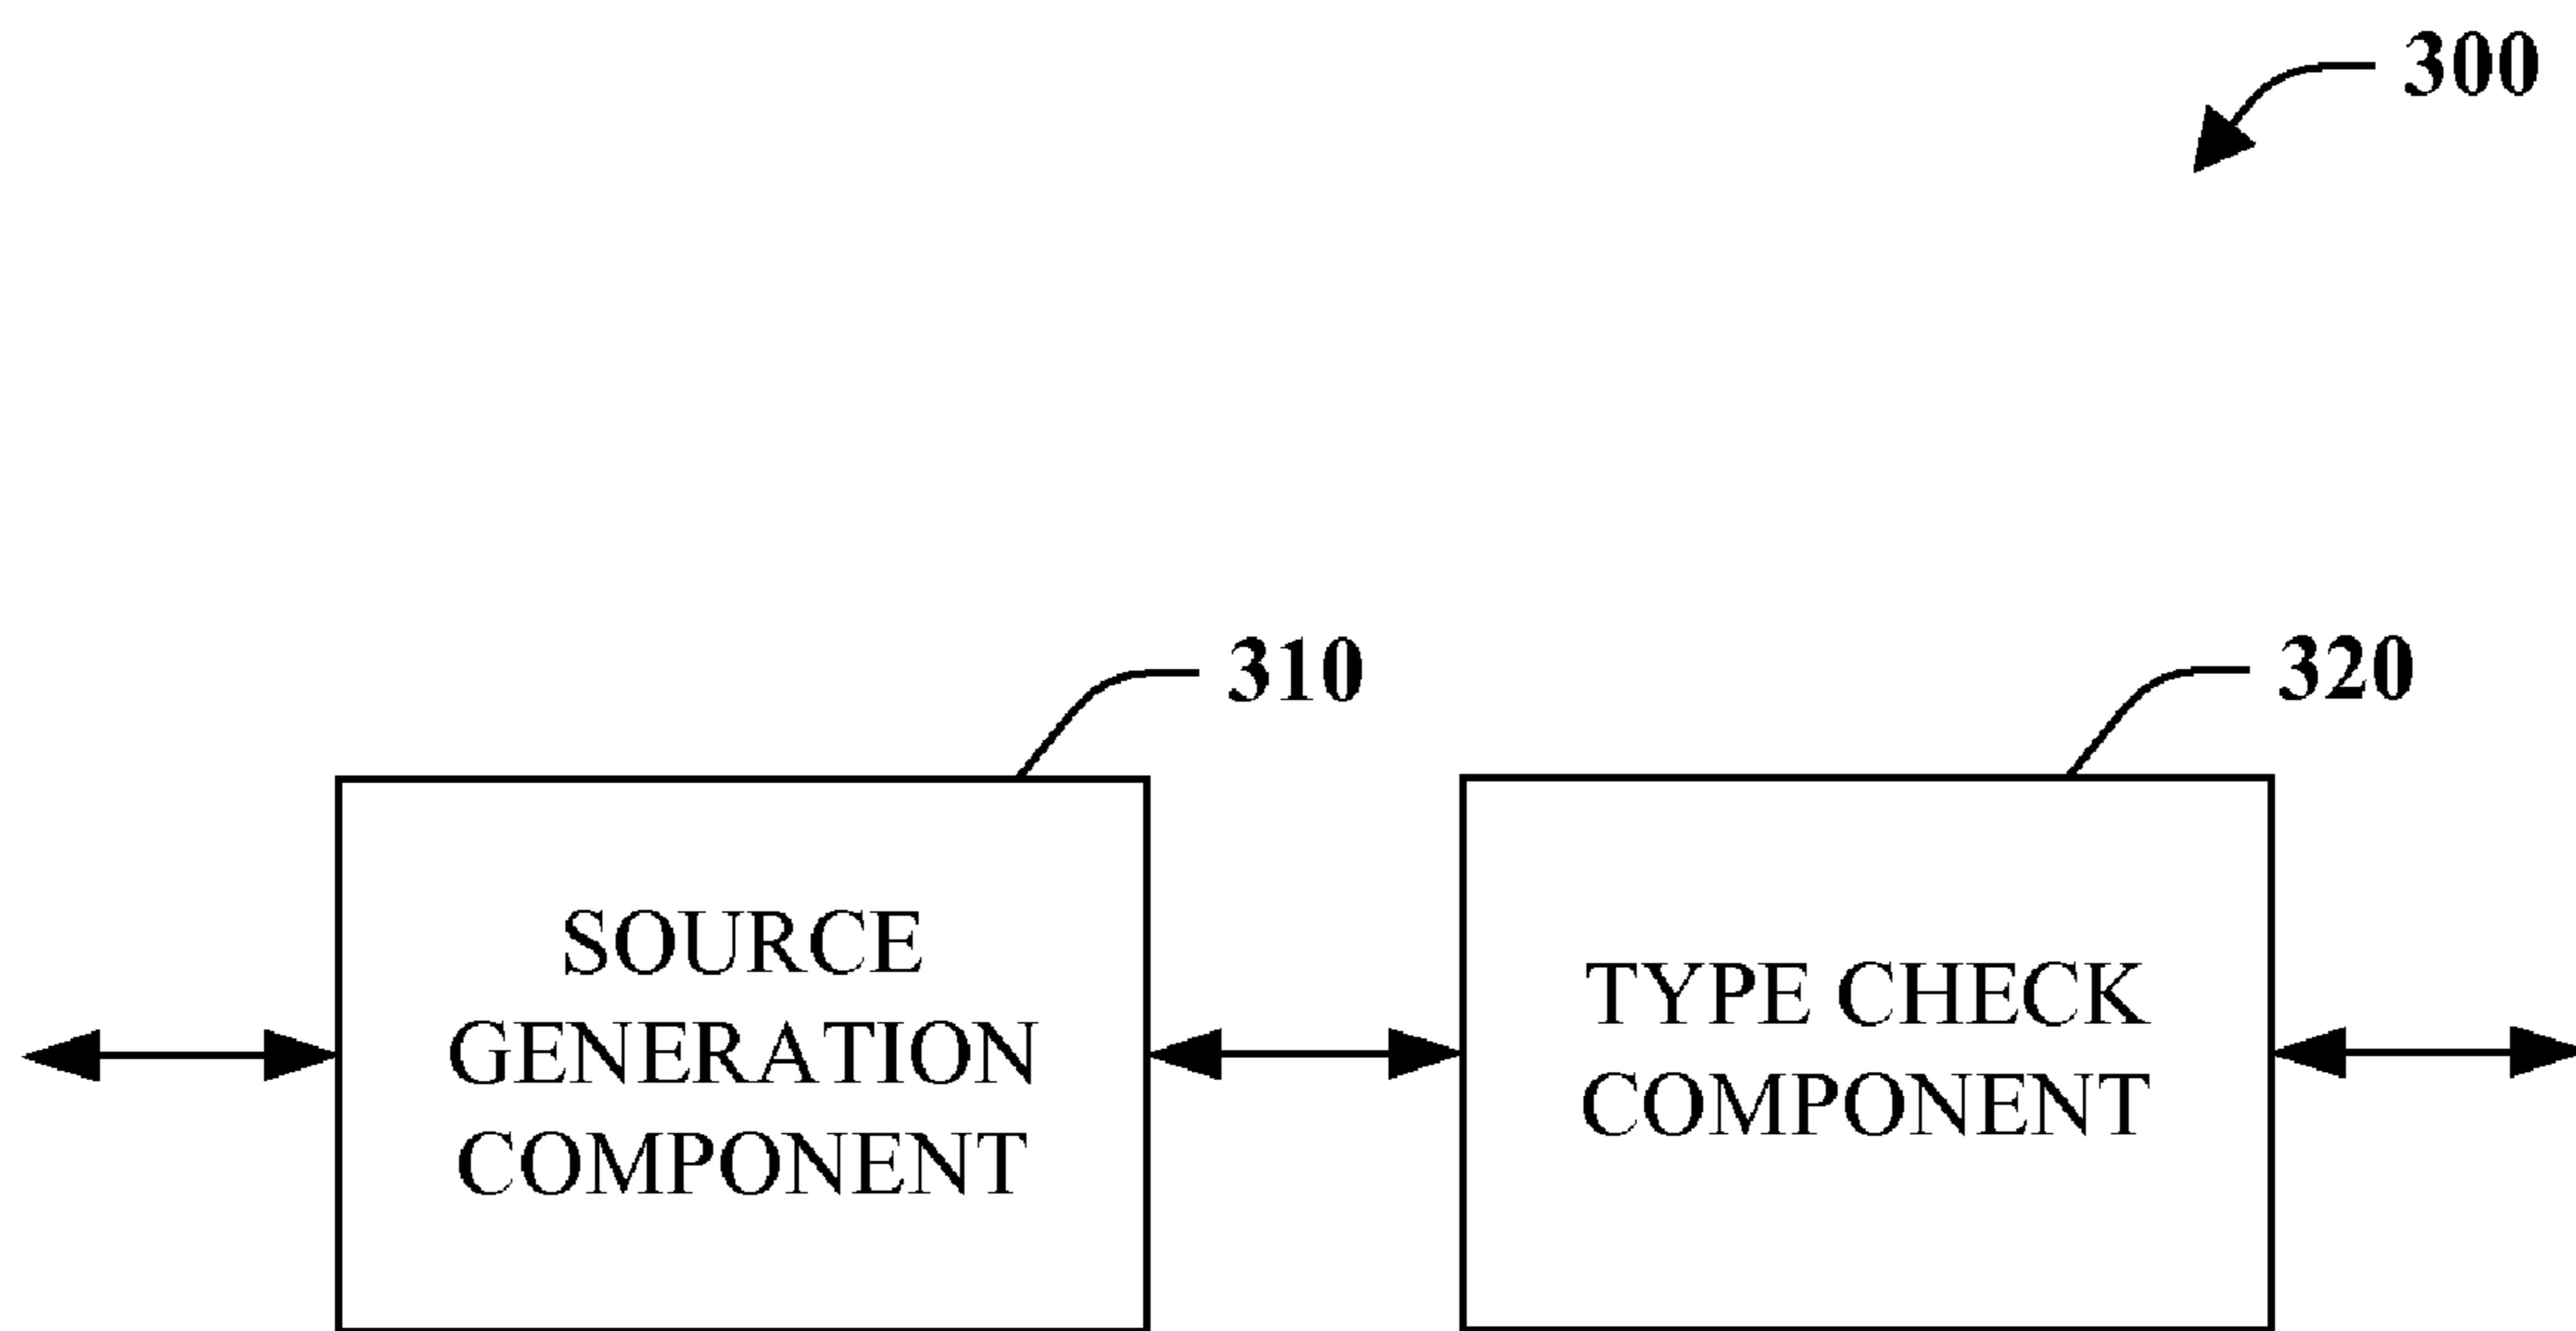 300
310
320
SOURCE
GENERATION
COMPONENT
TYPE CHECK
COMPONENT